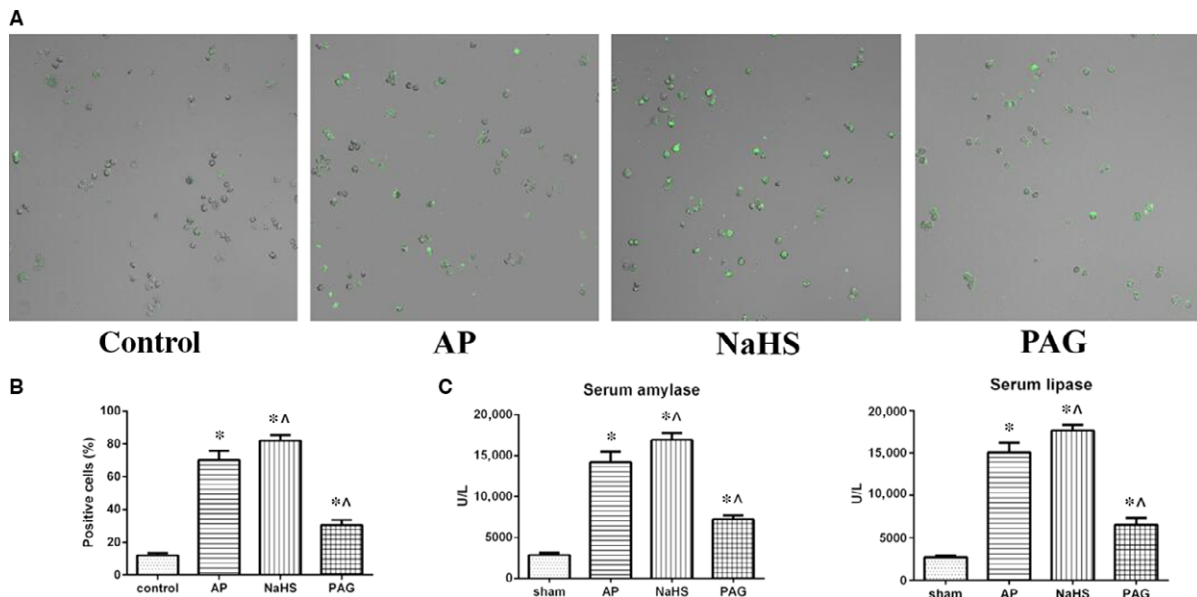 A
Control AP NaHS PAG
B
Positive cells (%)
100
80
60
40
20
0
* *^ *^
control AP NaHS PAG
C
Serum amylase
U/L
20,000
15,000
10,000
5000
0
* *^ *^
sham AP NaHS PAG
Serum lipase
U/L
20,000
15,000
10,000
5000
0
* *^ *^
sham AP NaHS PAG